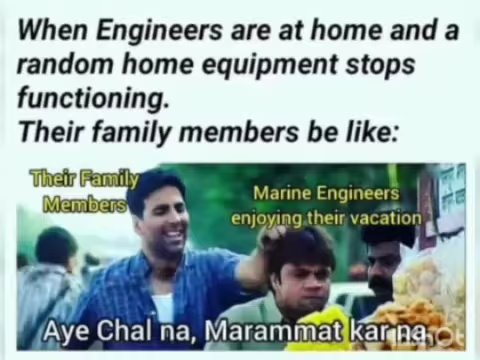 When Engineers are at home and a
random home equipment stops
functioning.
Their family members be like:
Their Family
Members
Marine Engineers
enjoying their vacation
Aye Chal na, Marammat kar na